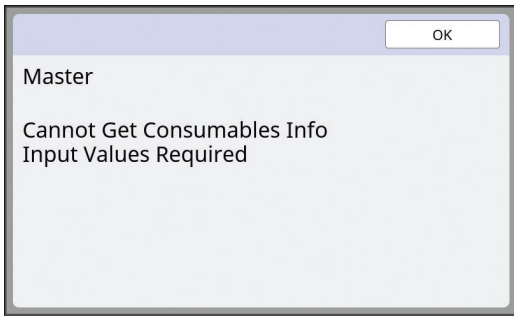 OK
Master
Cannot Get Consumables Info
Input Values Required